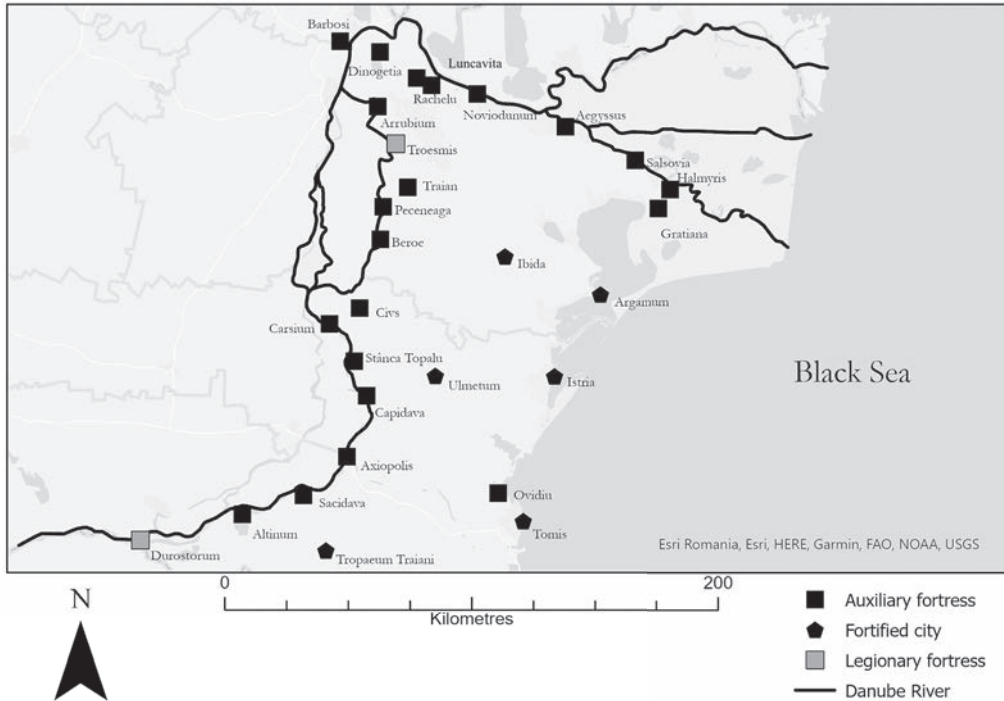 Barbosi
Dinogetia
Luncavita
Rachelu
Noviodunum
Arrubium
Aegyssus
Troesmis
Salsovia
Halmyris
Traian
Peceneaga
Gratiana
Beroe
Ibida
Argamum
Civs
Carsium
Stânca Topalu
Ulmetum
Istria
Black Sea
Capidava
Axiopolis
Sacidava
Ovidiu
Altinum
Tomis
Durostorum
Tropaeum Traiani
Esri Romania, Esri, HERE, Garmin, FAO, NOAA, USGS
0
200
Kilometres
N
Auxiliary fortress
Fortified city
Legionary fortress
Danube River